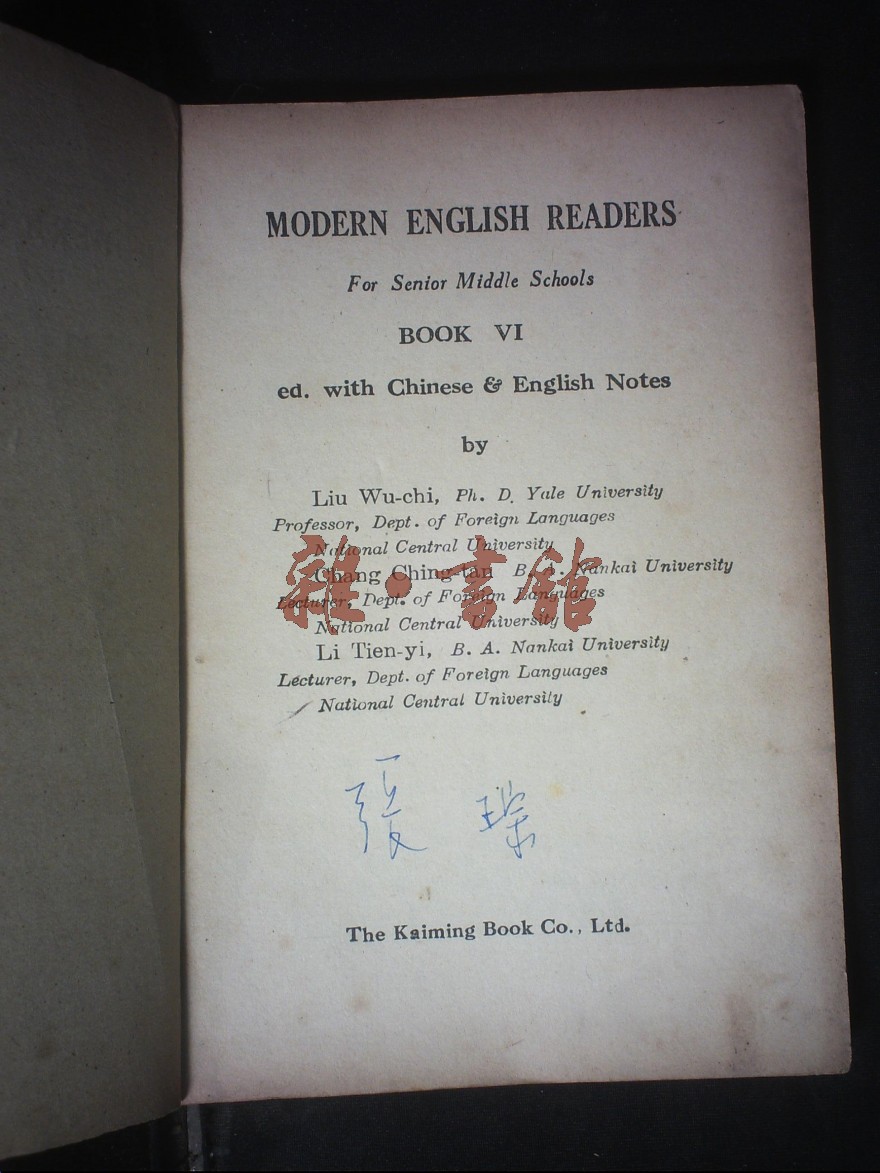 MODERN ENGLISH READERS
For Senior Middle Schools
BOOK VI
ed. with Chinese & English Notes
by
Liu Wu-chi, Ph. D. Yale University
Professor, Dept. of Foreign Languages
National Central University
Chang Ching-tan B. A. Nankai University
Lecturer, Dept. of Foreign Languages
National Central University
Li Tien-yi, B. A. Nankai University
Lecturer, Dept. of Foreign Languages
National Central University
雜·書館
張
The Kaiming Book Co., Ltd.